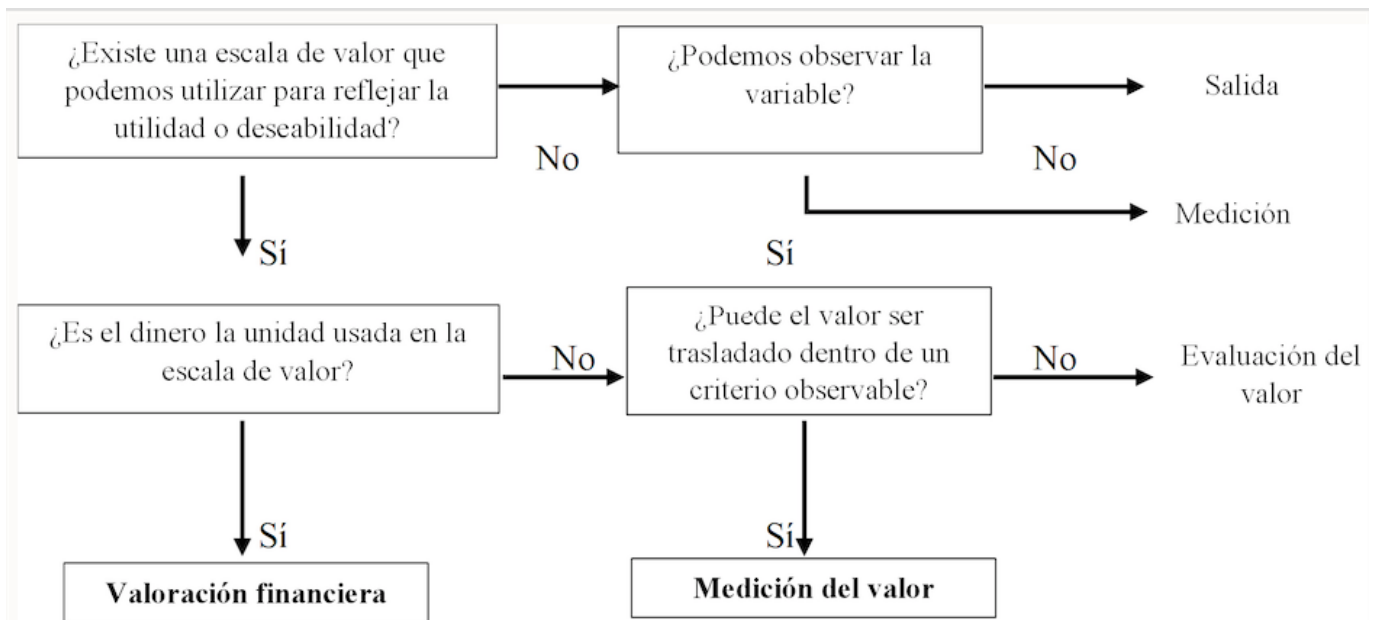 ¿Existe una escala de valor que
podemos utilizar para reflejar la
utilidad o deseabilidad?
¿Podemos observar la
variable?
Salida
No
No
Medición
Sí
Sí
¿Es el dinero la unidad usada en la
escala de valor?
No
¿Puede el valor ser
trasladado dentro de un
criterio observable?
No
Evaluación del
valor
Sí
Sí
Valoración financiera
Medición del valor